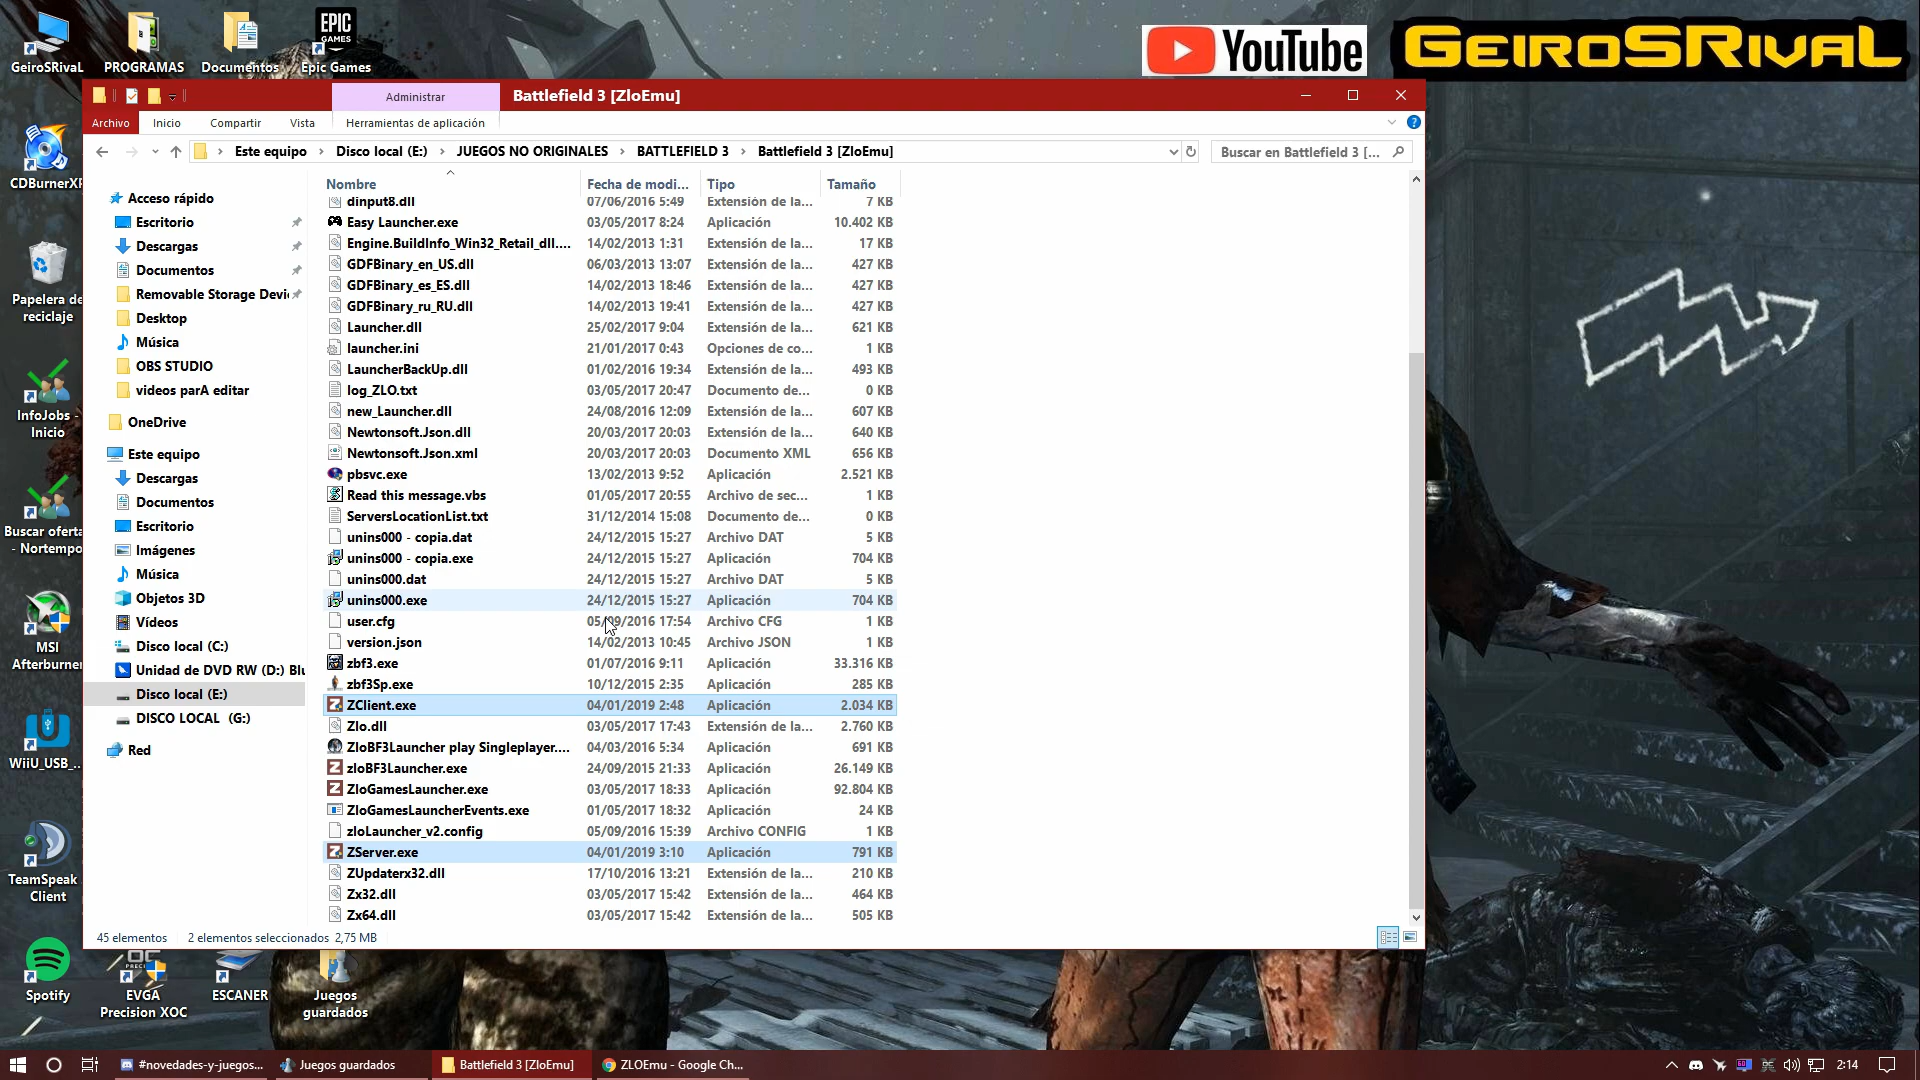 GeiroSRivaL
PROGRAMAS
Documentos
EPIC
GAMES
Epic Games
YouTube
GEIROSRIVAL
Administrar
Battlefield 3 [ZloEmu]
Archivo
Inicio
Compartir
Vista
Herramientas de aplicación
Este equipo
Disco local (E:)
JUEGOS NO ORIGINALES
BATTLEFIELD 3
Battlefield 3 [ZloEmu]
Buscar en Battlefield 3 [...
CDBurnerXP
Papelera de
reciclaje
InfoJobs -
Inicio
Buscar oferta
- Nortempo
MSI
Afterburner
WiiU_USB_...
TeamSpeak
Client
Spotify
Acceso rápido
Escritorio
Descargas
Documentos
Removable Storage Devi
Desktop
Música
OBS STUDIO
videos parA editar
OneDrive
Este equipo
Descargas
Documentos
Escritorio
Imágenes
Música
Objetos 3D
Vídeos
Disco local (C:)
Unidad de DVD RW (D:) Blu
Disco local (E:)
DISCO LOCAL  (G:)
Red
Nombre Fecha de modi... Tipo Tamaño
dinput8.dll 07/06/2016 5:49 Extensión de la... 7 KB
Easy Launcher.exe 03/05/2017 8:24 Aplicación 10.402 KB
Engine.BuildInfo_Win32_Retail_dll.... 14/02/2013 1:31 Extensión de la... 17 KB
GDFBinary_en_US.dll 06/03/2013 13:07 Extensión de la... 427 KB
GDFBinary_es_ES.dll 14/02/2013 18:46 Extensión de la... 427 KB
GDFBinary_ru_RU.dll 14/02/2013 19:41 Extensión de la... 427 KB
Launcher.dll 25/02/2017 9:04 Extensión de la... 621 KB
launcher.ini 21/01/2017 0:43 Opciones de co... 1 KB
LauncherBackUp.dll 01/02/2016 19:34 Extensión de la... 493 KB
log_ZLO.txt 03/05/2017 20:47 Documento de... 0 KB
new_Launcher.dll 24/08/2016 12:09 Extensión de la... 607 KB
Newtonsoft.Json.dll 20/03/2017 20:03 Extensión de la... 640 KB
Newtonsoft.Json.xml 20/03/2017 20:03 Documento XML 656 KB
pbsvc.exe 13/02/2013 9:52 Aplicación 2.521 KB
Read this message.vbs 01/05/2017 20:55 Archivo de sec... 1 KB
ServersLocationList.txt 31/12/2014 15:08 Documento de... 0 KB
unins000 - copia.dat 24/12/2015 15:27 Archivo DAT 5 KB
unins000 - copia.exe 24/12/2015 15:27 Aplicación 704 KB
unins000.dat 24/12/2015 15:27 Archivo DAT 5 KB
unins000.exe 24/12/2015 15:27 Aplicación 704 KB
user.cfg 05/09/2016 17:54 Archivo CFG 1 KB
version.json 14/02/2013 10:45 Archivo JSON 1 KB
zbf3.exe 01/07/2016 9:11 Aplicación 33.316 KB
zbf3Sp.exe 10/12/2015 2:35 Aplicación 285 KB
ZClient.exe 04/01/2019 2:48 Aplicación 2.034 KB
Zlo.dll 03/05/2017 17:43 Extensión de la... 2.760 KB
ZloBF3Launcher play Singleplayer.... 04/03/2016 5:34 Aplicación 691 KB
zloBF3Launcher.exe 24/09/2015 21:33 Aplicación 26.149 KB
ZloGamesLauncher.exe 03/05/2017 18:33 Aplicación 92.804 KB
ZloGamesLauncherEvents.exe 01/05/2017 18:32 Aplicación 24 KB
zloLauncher_v2.config 05/09/2016 15:39 Archivo CONFIG 1 KB
ZServer.exe 04/01/2019 3:10 Aplicación 791 KB
ZUpdaterx32.dll 17/10/2016 13:21 Extensión de la... 210 KB
Zx32.dll 03/05/2017 15:42 Extensión de la... 464 KB
Zx64.dll 03/05/2017 15:42 Extensión de la... 505 KB
45 elementos
2 elementos seleccionados  2,75 MB
EVGA
Precision XOC
ESCANER
Juegos
guardados
#novedades-y-juegos...
Juegos guardados
Battlefield 3 [ZloEmu]
ZLOEmu - Google Ch...
2:14